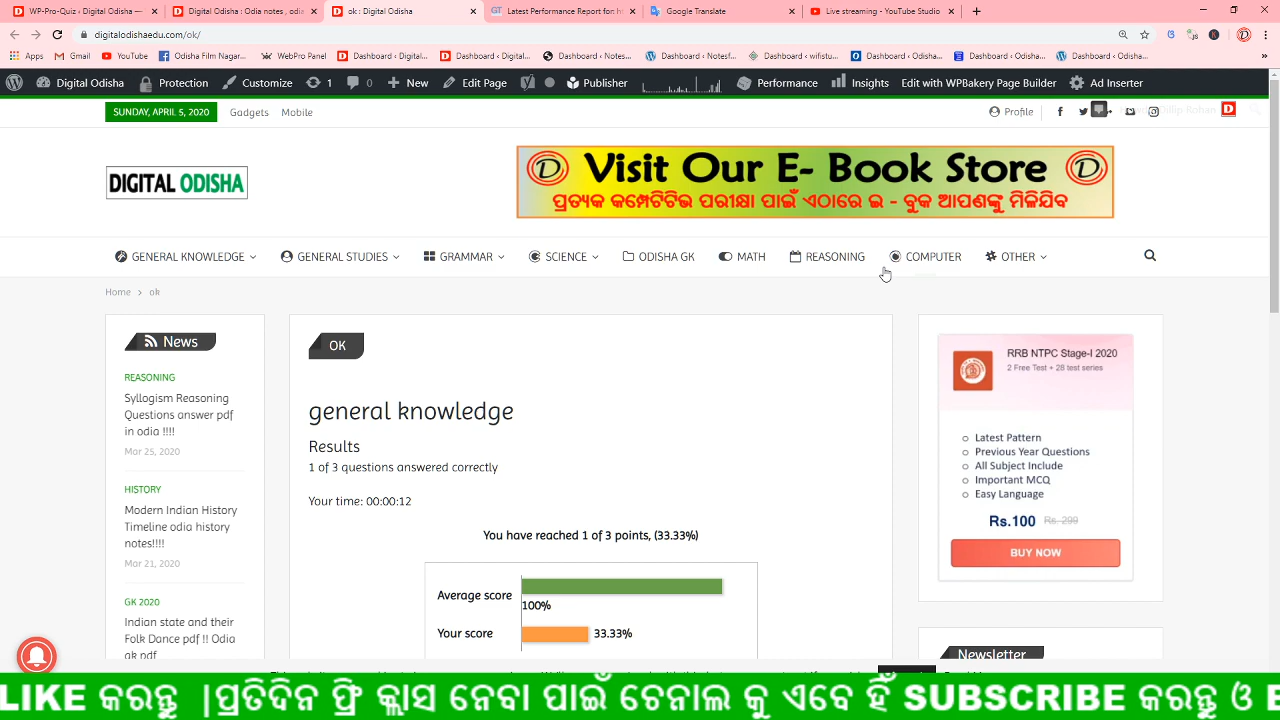 WP-Pro-Quiz ‹ Digital Odisha — W
Digital Odisha : Odia notes, odia
ok : Digital Odisha
Latest Performance Report for: h
Google Translate
Live streaming - YouTube Studio
digitalodishaedu.com/ok/
Apps
Gmail
YouTube
Odisha Film Nagar...
WebPro Panel
Dashboard ‹ Digital...
Dashboard ‹ Digital...
Dashboard ‹ Notes!...
Dashboard ‹ Notesf...
Dashboard ‹ wifistu...
Dashboard ‹ Odish...
Dashboard ‹ Notes!...
Dashboard ‹ Odish...
Digital Odisha
Protection
Customize
1
0
New
Edit Page
Publisher
Performance
Insights
Edit with WPBakery Page Builder
Ad Inserter
SUNDAY, APRIL 5, 2020
Gadgets
Mobile
Profile
DIGITAL ODISHA
Visit Our E- Book Store
ପ୍ରତ୍ୟକ କମ୍ପେଟିଟିଭ ପରୀକ୍ଷା ପାଇଁ ଏଠାରେ ଇ - ବୁକ ଆପଣଙ୍କୁ ମିଳିଯିବ
GENERAL KNOWLEDGE
GENERAL STUDIES
GRAMMAR
SCIENCE
ODISHA GK
MATH
REASONING
COMPUTER
OTHER
Home > ok
News
REASONING
Syllogism Reasoning
Questions answer pdf
in odia !!!!
Mar 25, 2020
HISTORY
Modern Indian History
Timeline odia history
notes!!!!
Mar 21, 2020
GK 2020
Indian state and their
Folk Dance pdf !! Odia
gk pdf
OK
general knowledge
Results
1 of 3 questions answered correctly
Your time: 00:00:12
You have reached 1 of 3 points, (33.33%)
Average score
100%
Your score
33.33%
RRB NTPC Stage-I 2020
2 Free Test + 28 test series
Latest Pattern
Previous Year Questions
All Subject Include
Important MCQ
Easy Language
Rs.100 Rs. 299
BUY NOW
Newsletter
LIKE କରନ୍ତୁ |ପ୍ରତିଦିନ ଫ୍ରି କ୍ଲାସ ନେବା ପାଇଁ ଚେନାଲ କୁ ଏବେ ହିଁ SUBSCRIBE କରନ୍ତୁ ଓ